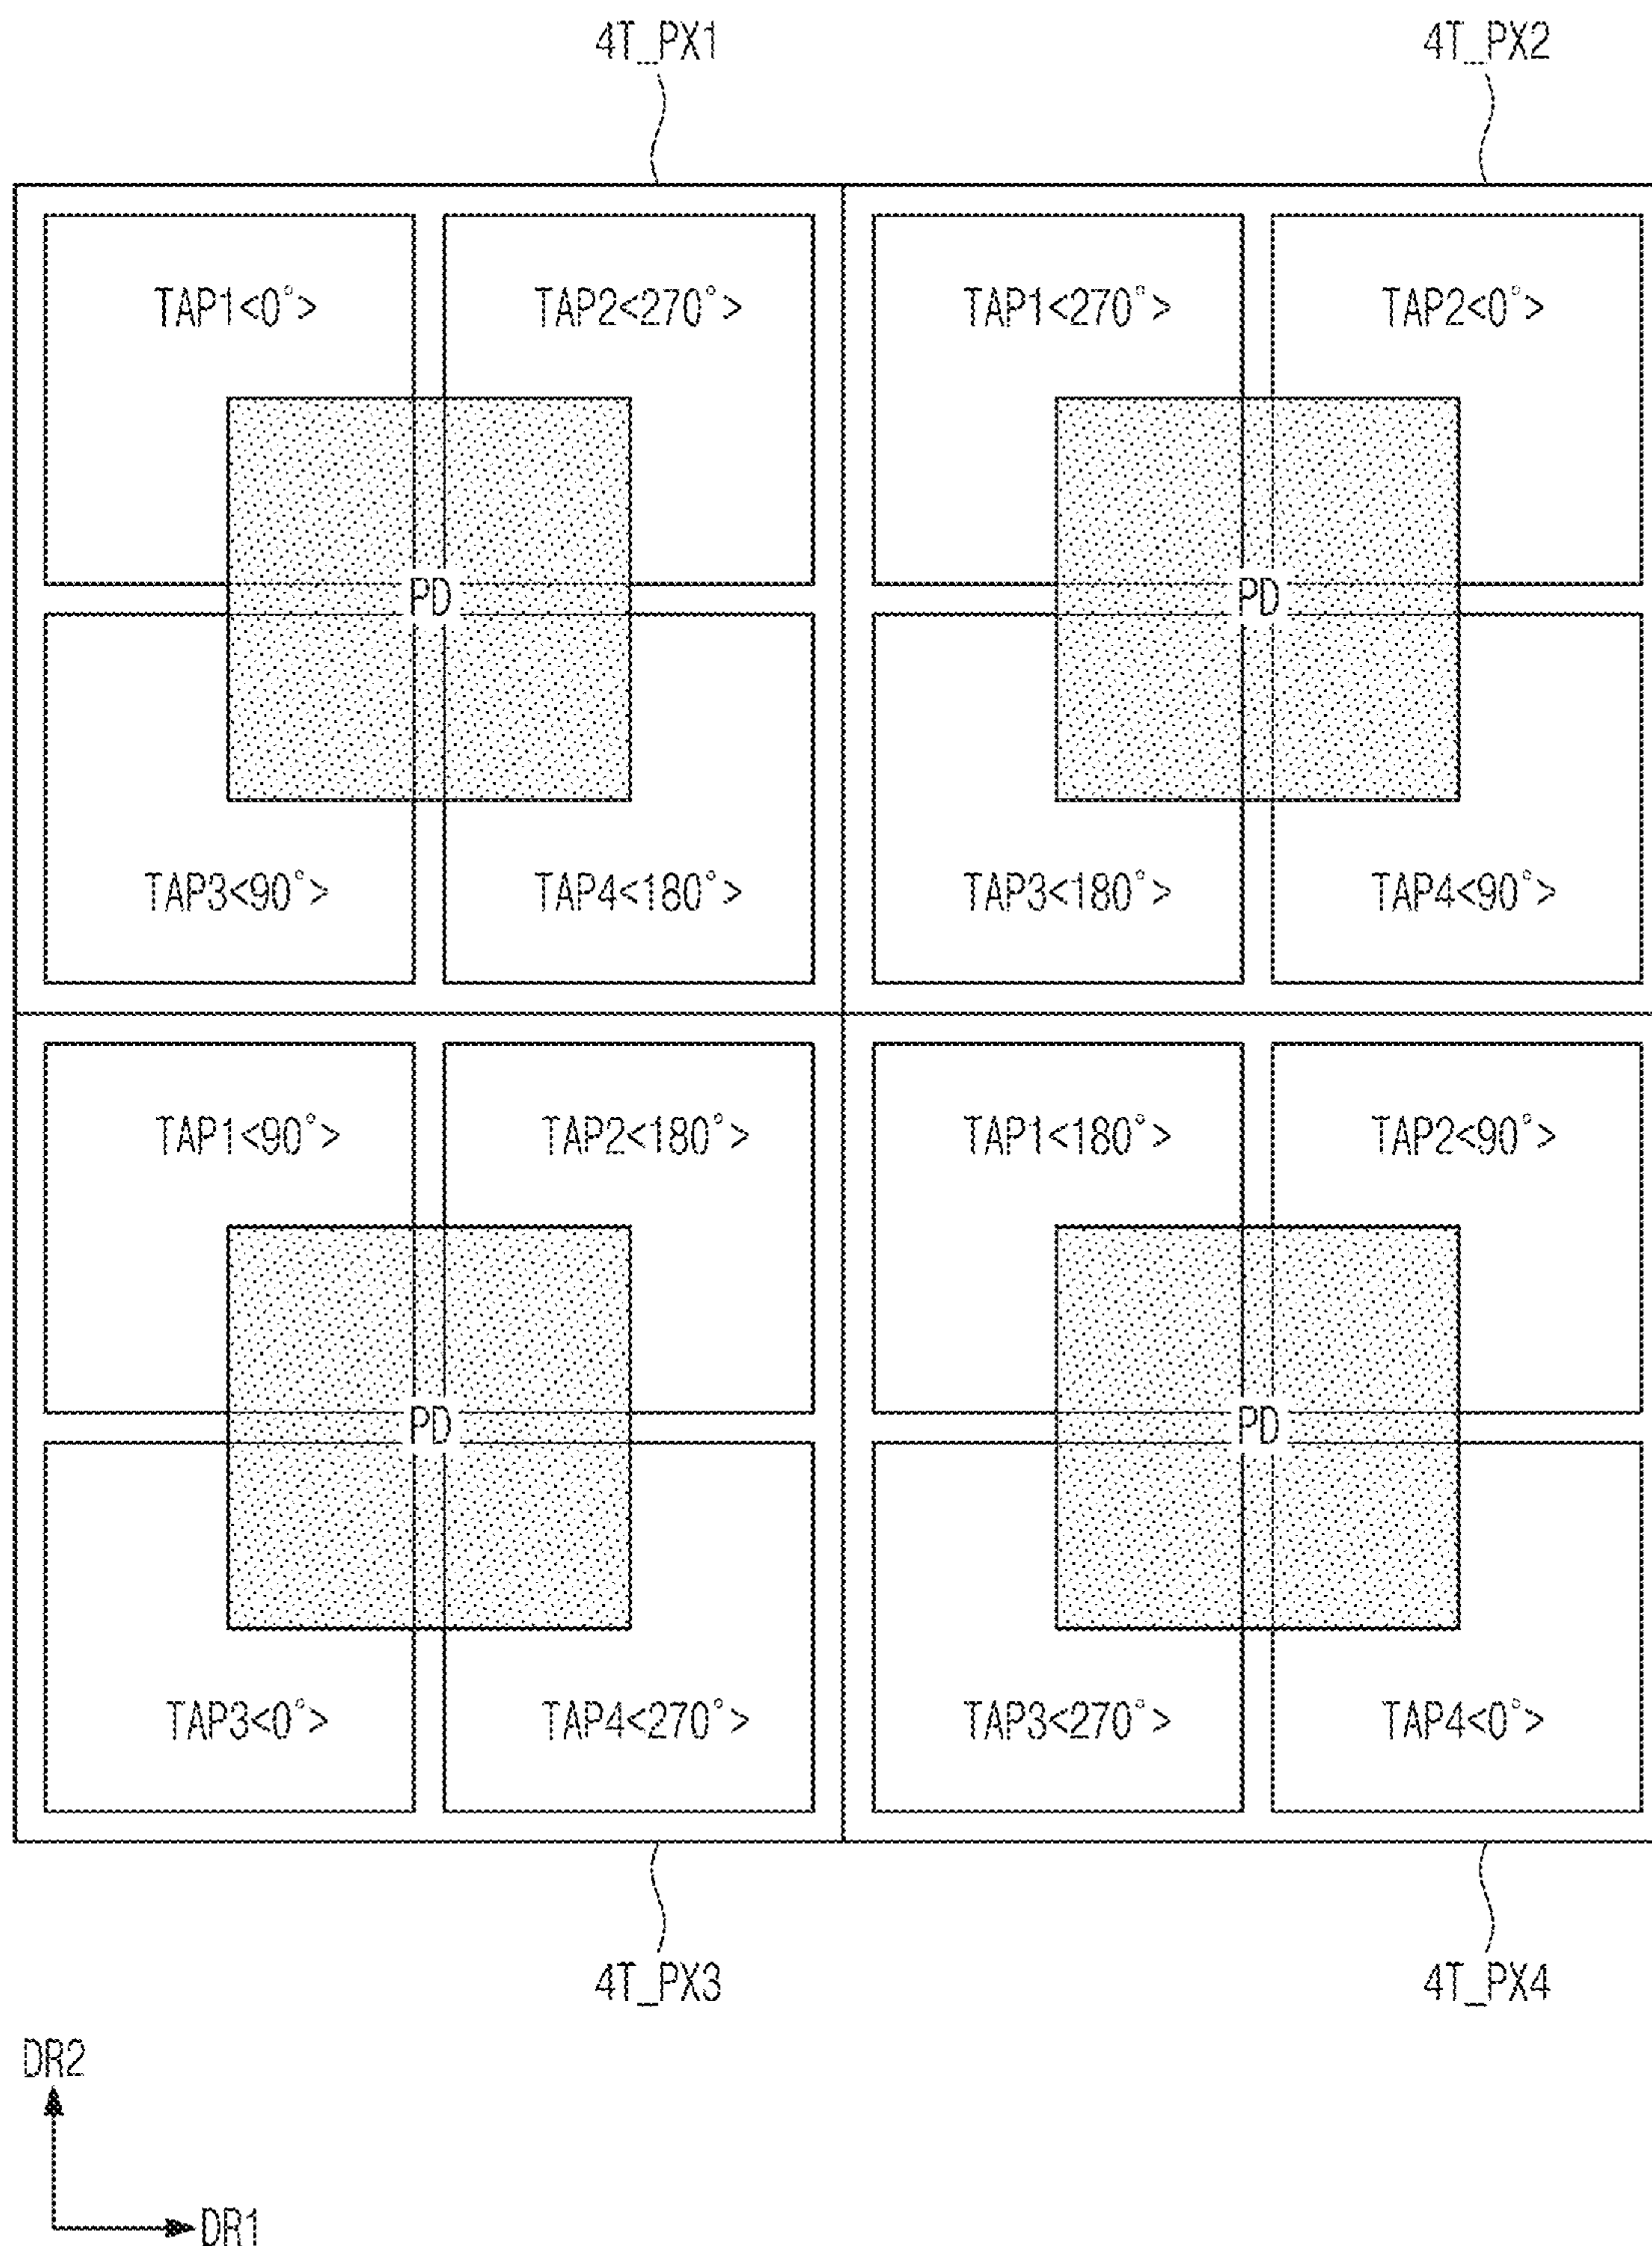 4T_PX1 4T_PX2
TAP1<0°> TAP2<270°> TAP1<270°> TAP2<0°>
PD PD
TAP3<90°> TAP4<180°> TAP3<180°> TAP4<90°>
TAP1<90°> TAP2<180°> TAP1<180°> TAP2<90°>
PD PD
TAP3<0°> TAP4<270°> TAP3<270°> TAP4<0°>
4T_PX3 4T_PX4
DR2
DR1